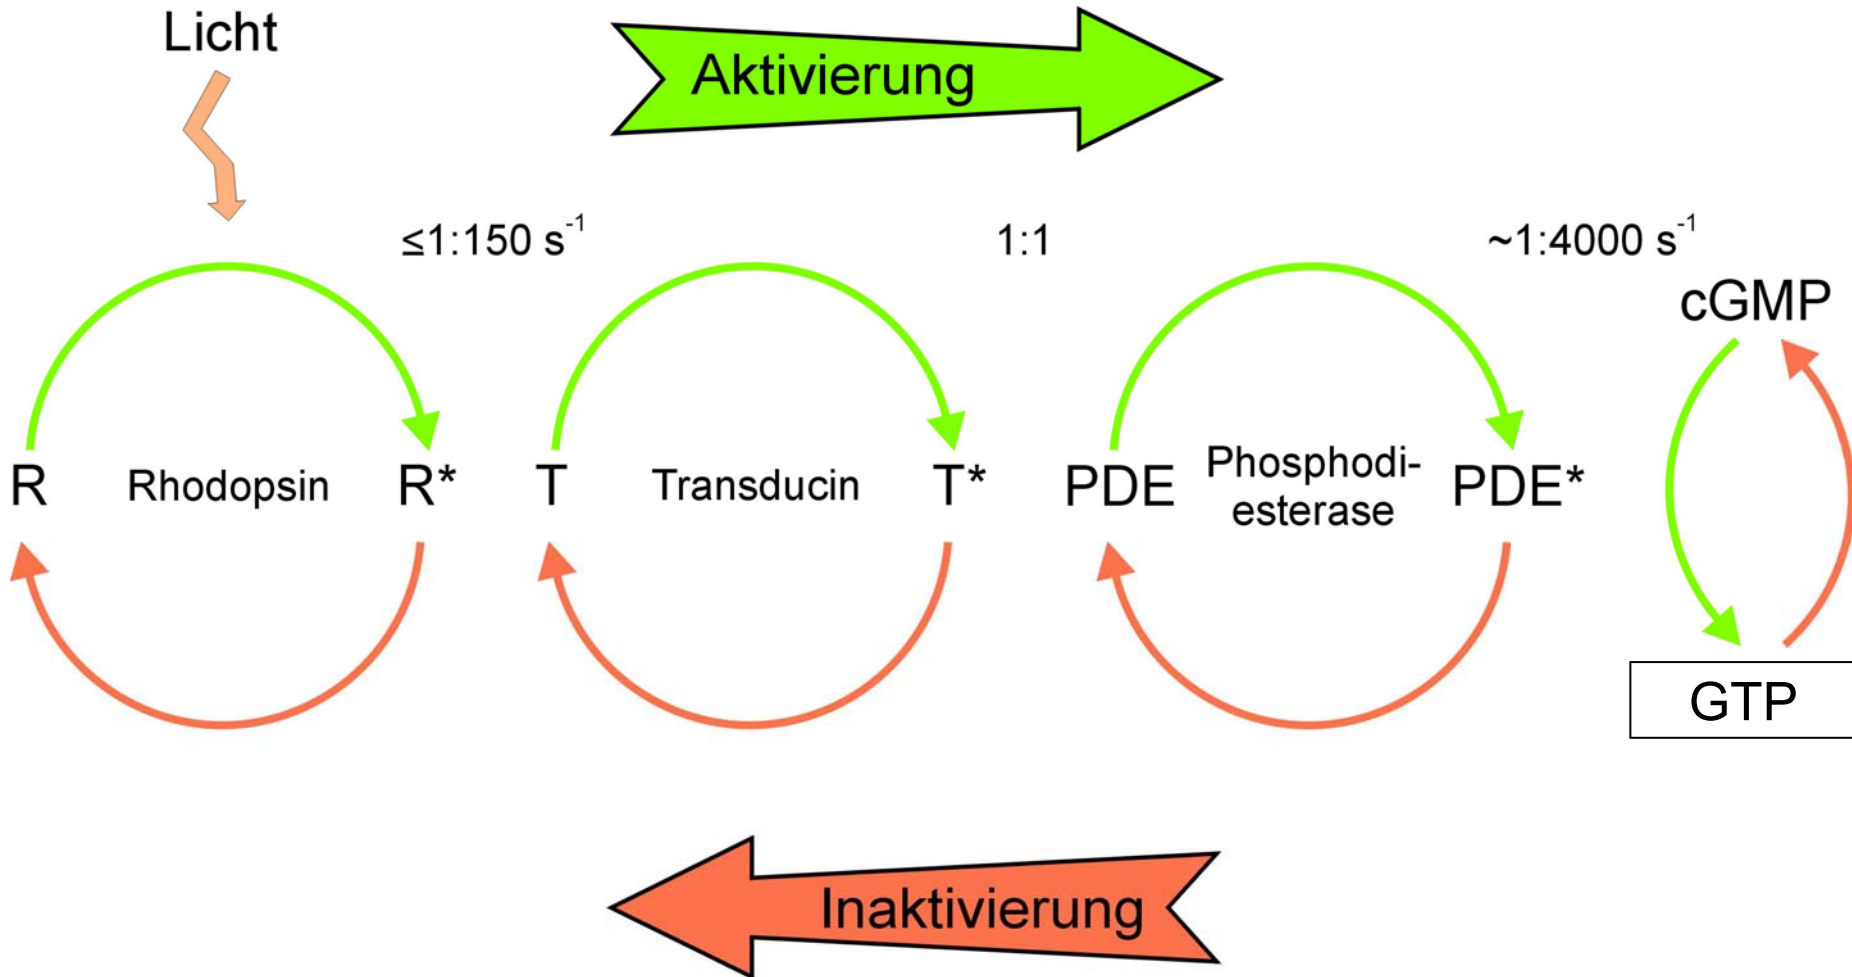 Licht
Aktivierung
≤1:150 s⁻¹
1:1
~1:4000 s⁻¹
cGMP
R
Rhodopsin
R*
T
Transducin
T*
PDE
Phosphodi-
esterase
PDE*
GTP
Inaktivierung